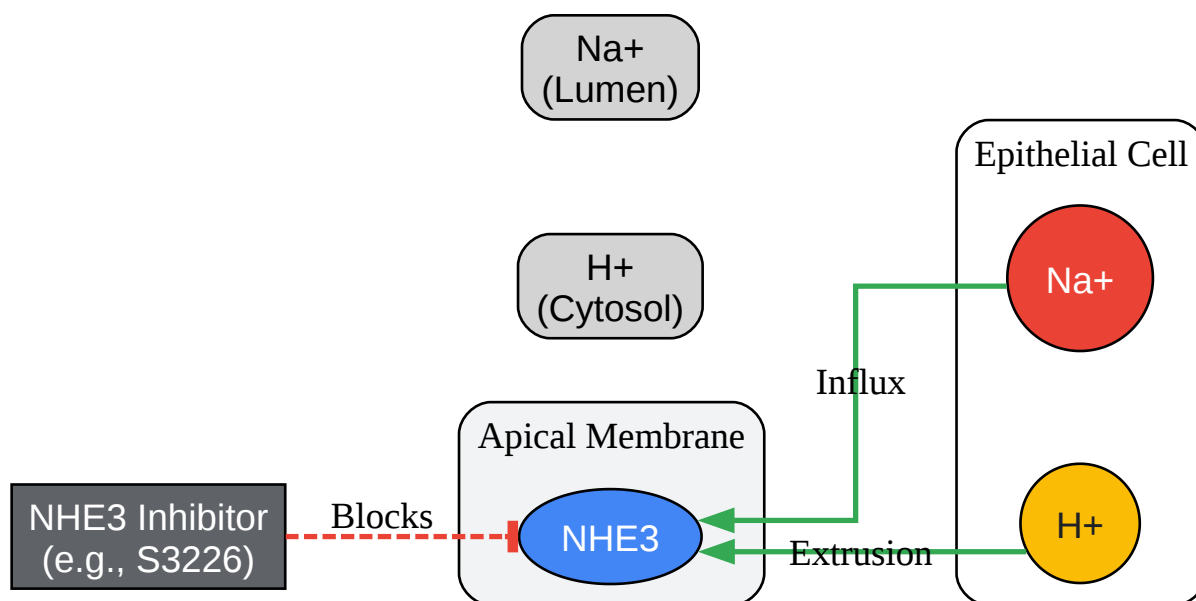 Na+
(Lumen)
Epithelial Cell
Na+
H+
(Cytosol)
Influx
Apical Membrane
NHE3 Inhibitor
(e.g., S3226)
Blocks
NHE3
Extrusion
H+